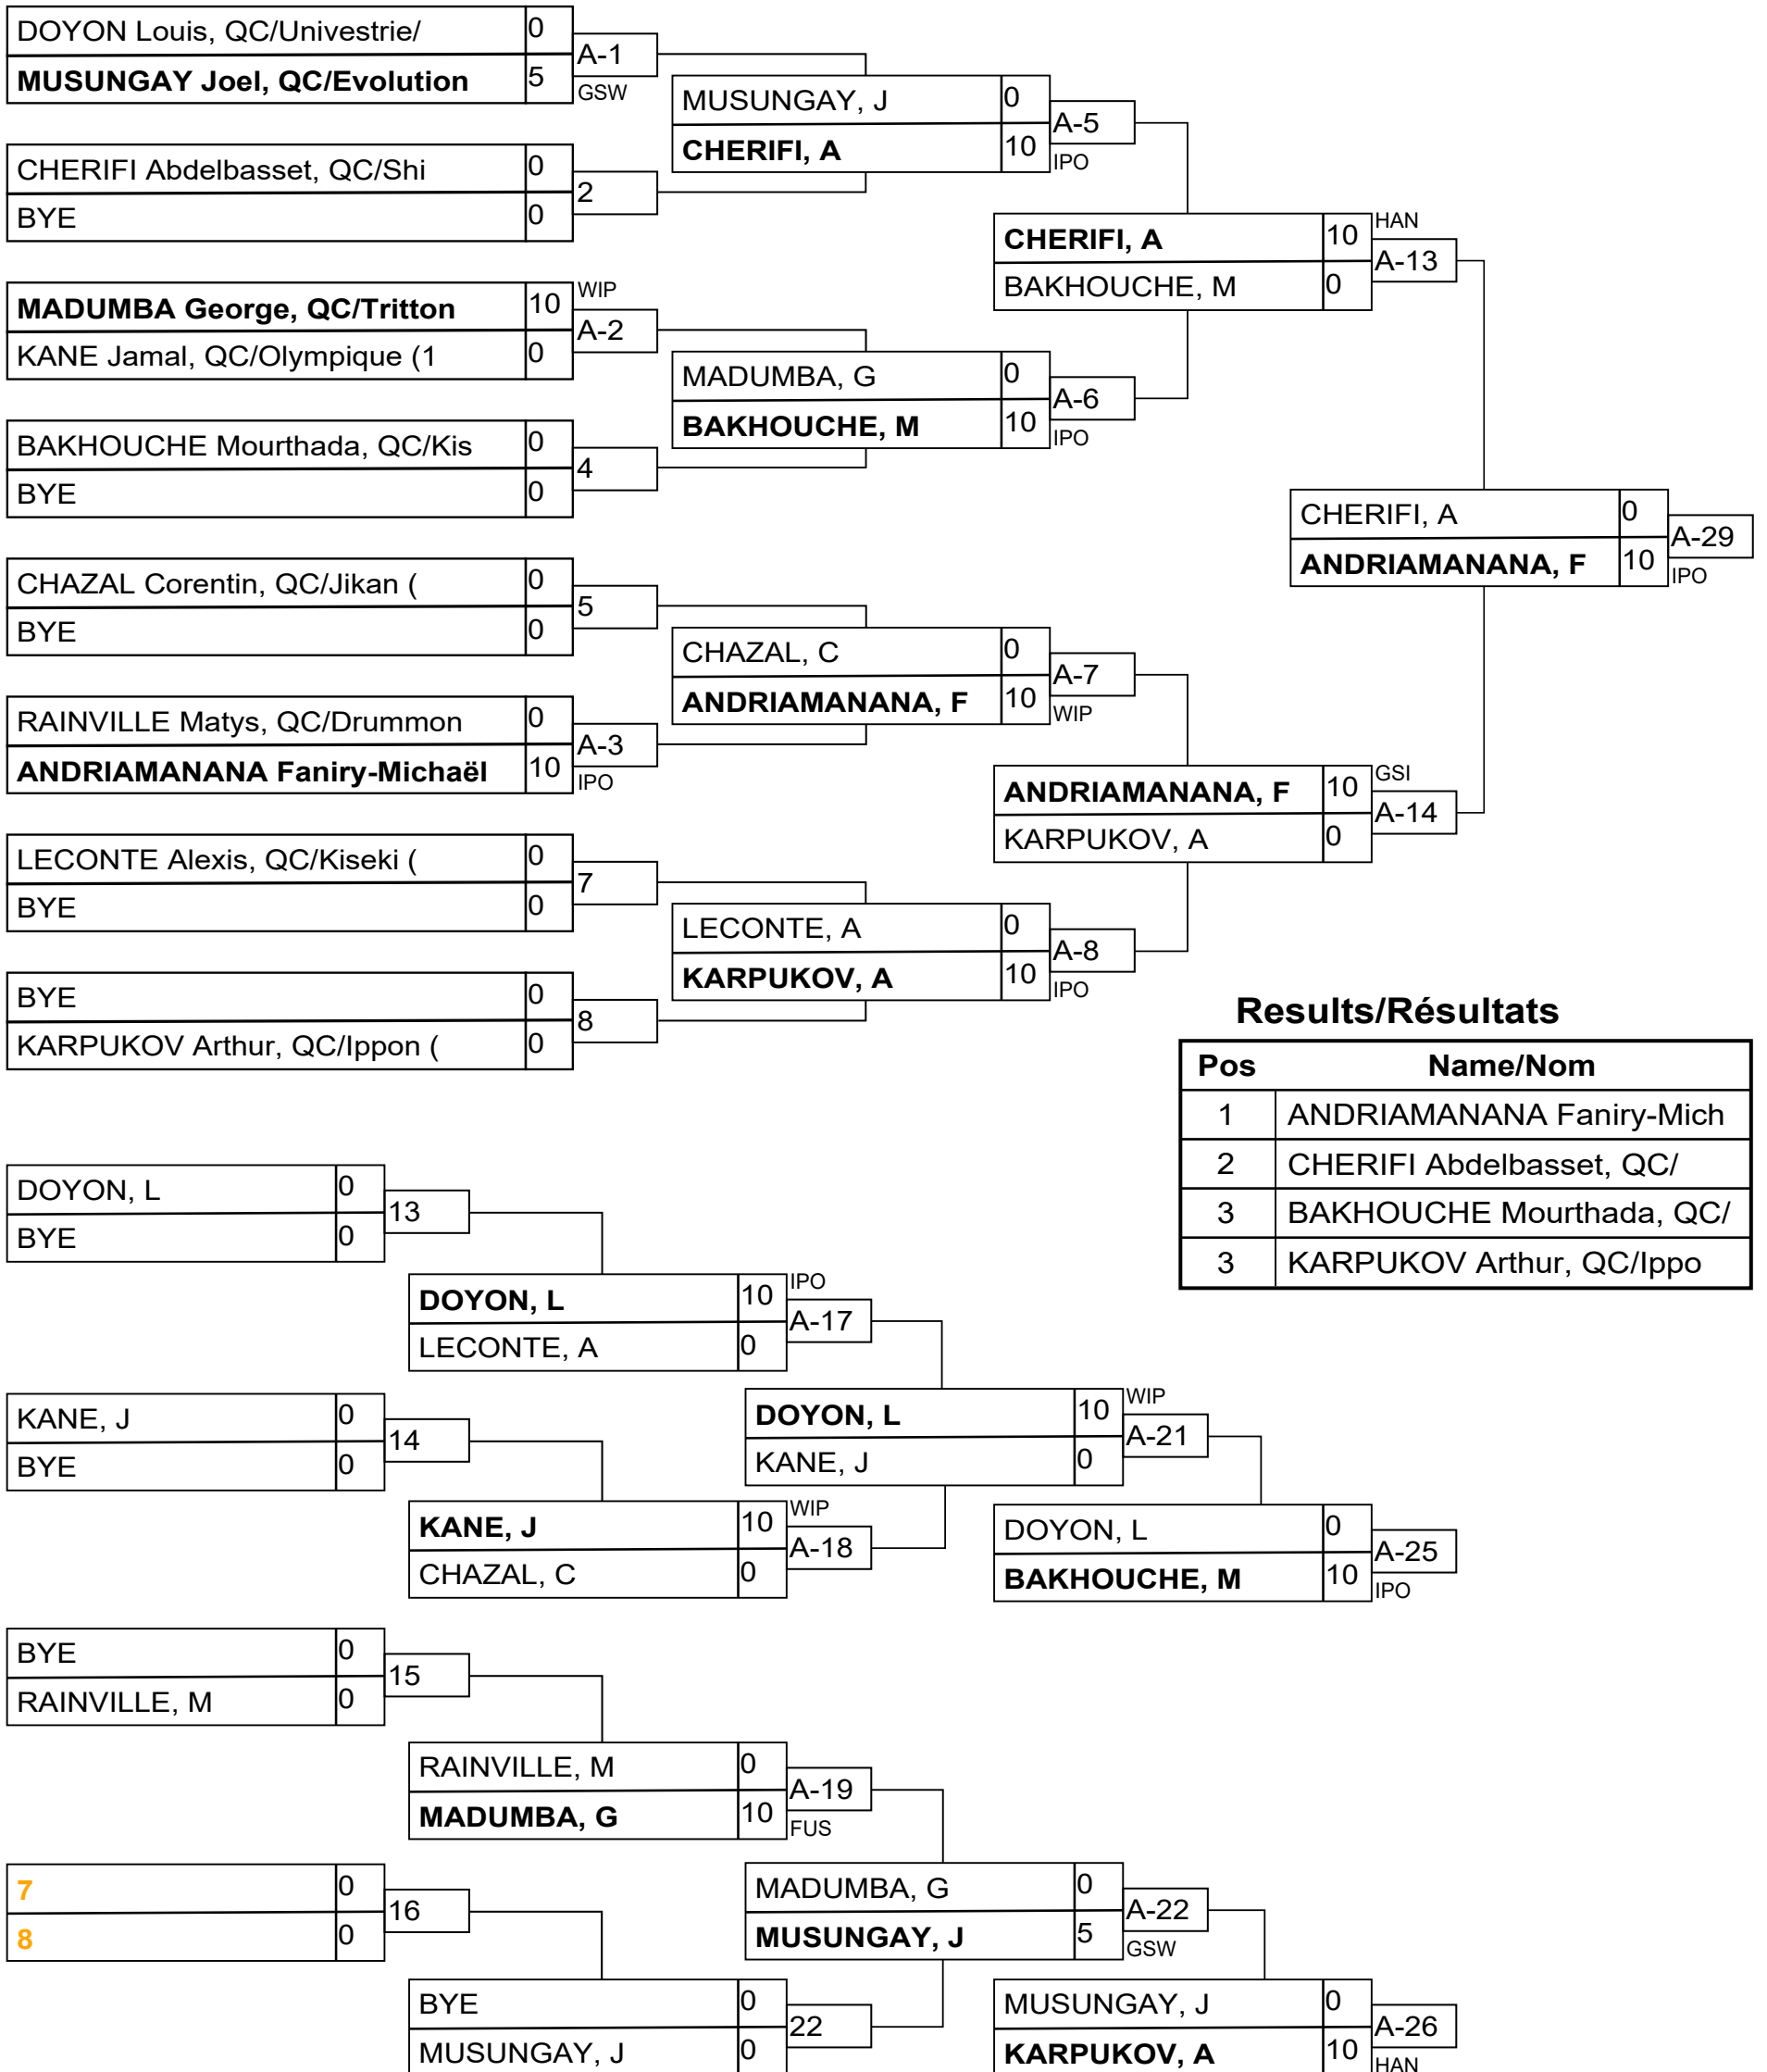 DOYON Louis, QC/Univestrie/ 0
MUSUNGAY Joel, QC/Evolution 5
A-1
GSW
CHERIFI Abdelbasset, QC/Shi 0
BYE 0
2
MUSUNGAY, J 0
CHERIFI, A 10
A-5
IPO
MADUMBA George, QC/Tritton 10
KANE Jamal, QC/Olympique (1 0
WIP
A-2
BAKHOUCHE Mourthada, QC/Kis 0
BYE 0
4
MADUMBA, G 0
BAKHOUCHE, M 10
A-6
IPO
CHERIFI, A 10
BAKHOUCHE, M 0
HAN
A-13
CHAZAL Corentin, QC/Jikan ( 0
BYE 0
5
RAINVILLE Matys, QC/Drummon 0
ANDRIAMANANA Faniry-Michaël 10
A-3
IPO
CHAZAL, C 0
ANDRIAMANANA, F 10
A-7
WIP
LECONTE Alexis, QC/Kiseki ( 0
BYE 0
7
BYE 0
KARPUKOV Arthur, QC/Ippon ( 0
8
LECONTE, A 0
KARPUKOV, A 10
A-8
IPO
ANDRIAMANANA, F 10
KARPUKOV, A 0
GSI
A-14
CHERIFI, A 0
ANDRIAMANANA, F 10
A-29
IPO
Results/Résultats
Pos Name/Nom
1 ANDRIAMANANA Faniry-Mich
2 CHERIFI Abdelbasset, QC/
3 BAKHOUCHE Mourthada, QC/
3 KARPUKOV Arthur, QC/Ippo
DOYON, L 0
BYE 0
13
DOYON, L 10
LECONTE, A 0
IPO
A-17
KANE, J 0
BYE 0
14
KANE, J 10
CHAZAL, C 0
WIP
A-18
DOYON, L 10
KANE, J 0
WIP
A-21
DOYON, L 0
BAKHOUCHE, M 10
A-25
IPO
BYE 0
RAINVILLE, M 0
15
RAINVILLE, M 0
MADUMBA, G 10
A-19
FUS
7 0
8 0
16
BYE 0
MUSUNGAY, J 0
22
MADUMBA, G 0
MUSUNGAY, J 5
A-22
GSW
MUSUNGAY, J 0
KARPUKOV, A 10
A-26
HAN